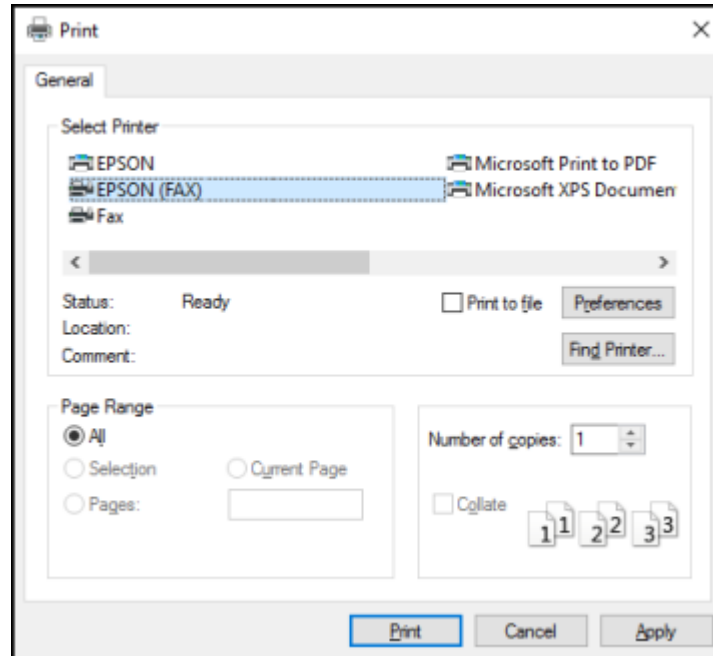 Print
General
Select Printer
EPSON
Microsoft Print to PDF
EPSON (FAX)
Microsoft XPS Documen
Fax
Status: Ready
Print to file
Preferences
Location:
Comment:
Find Printer...
Page Range
All
Selection
Current Page
Pages:
Number of copies: 1
Collate
1 1 2 2 3 3
Print
Cancel
Apply